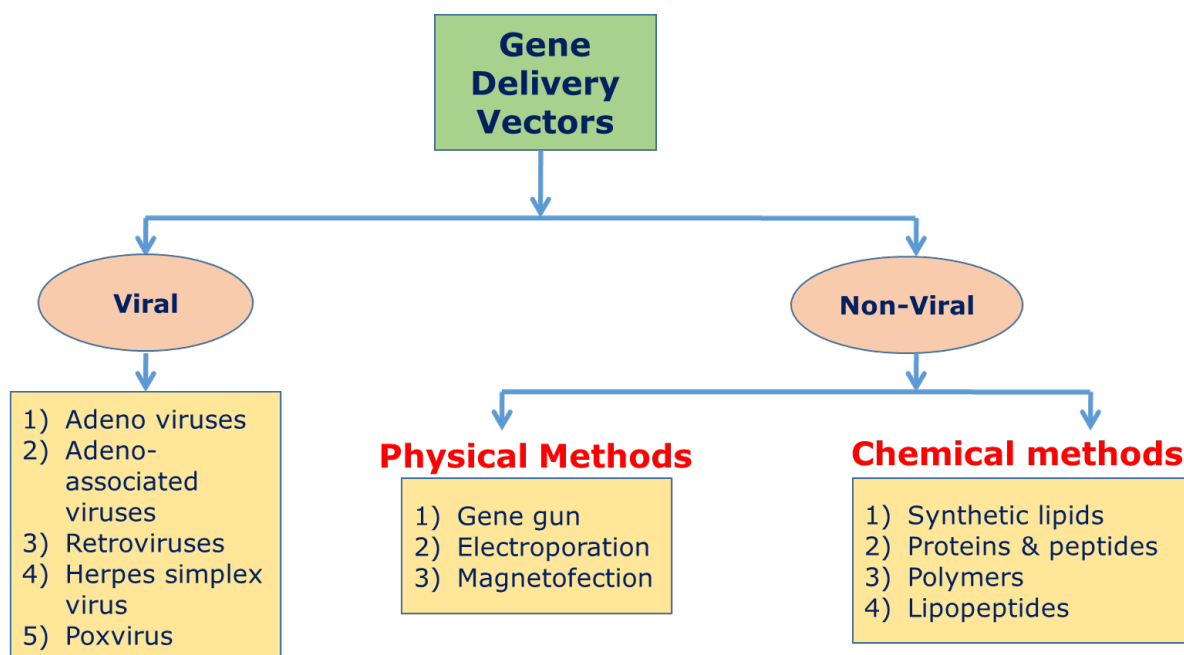 Gene
Delivery
Vectors
Viral
Non-Viral
1) Adeno viruses
2) Adeno-
associated
viruses
3) Retroviruses
4) Herpes simplex
virus
5) Poxvirus
Physical Methods
1) Gene gun
2) Electroporation
3) Magnetofection
Chemical methods
1) Synthetic lipids
2) Proteins & peptides
3) Polymers
4) Lipopeptides